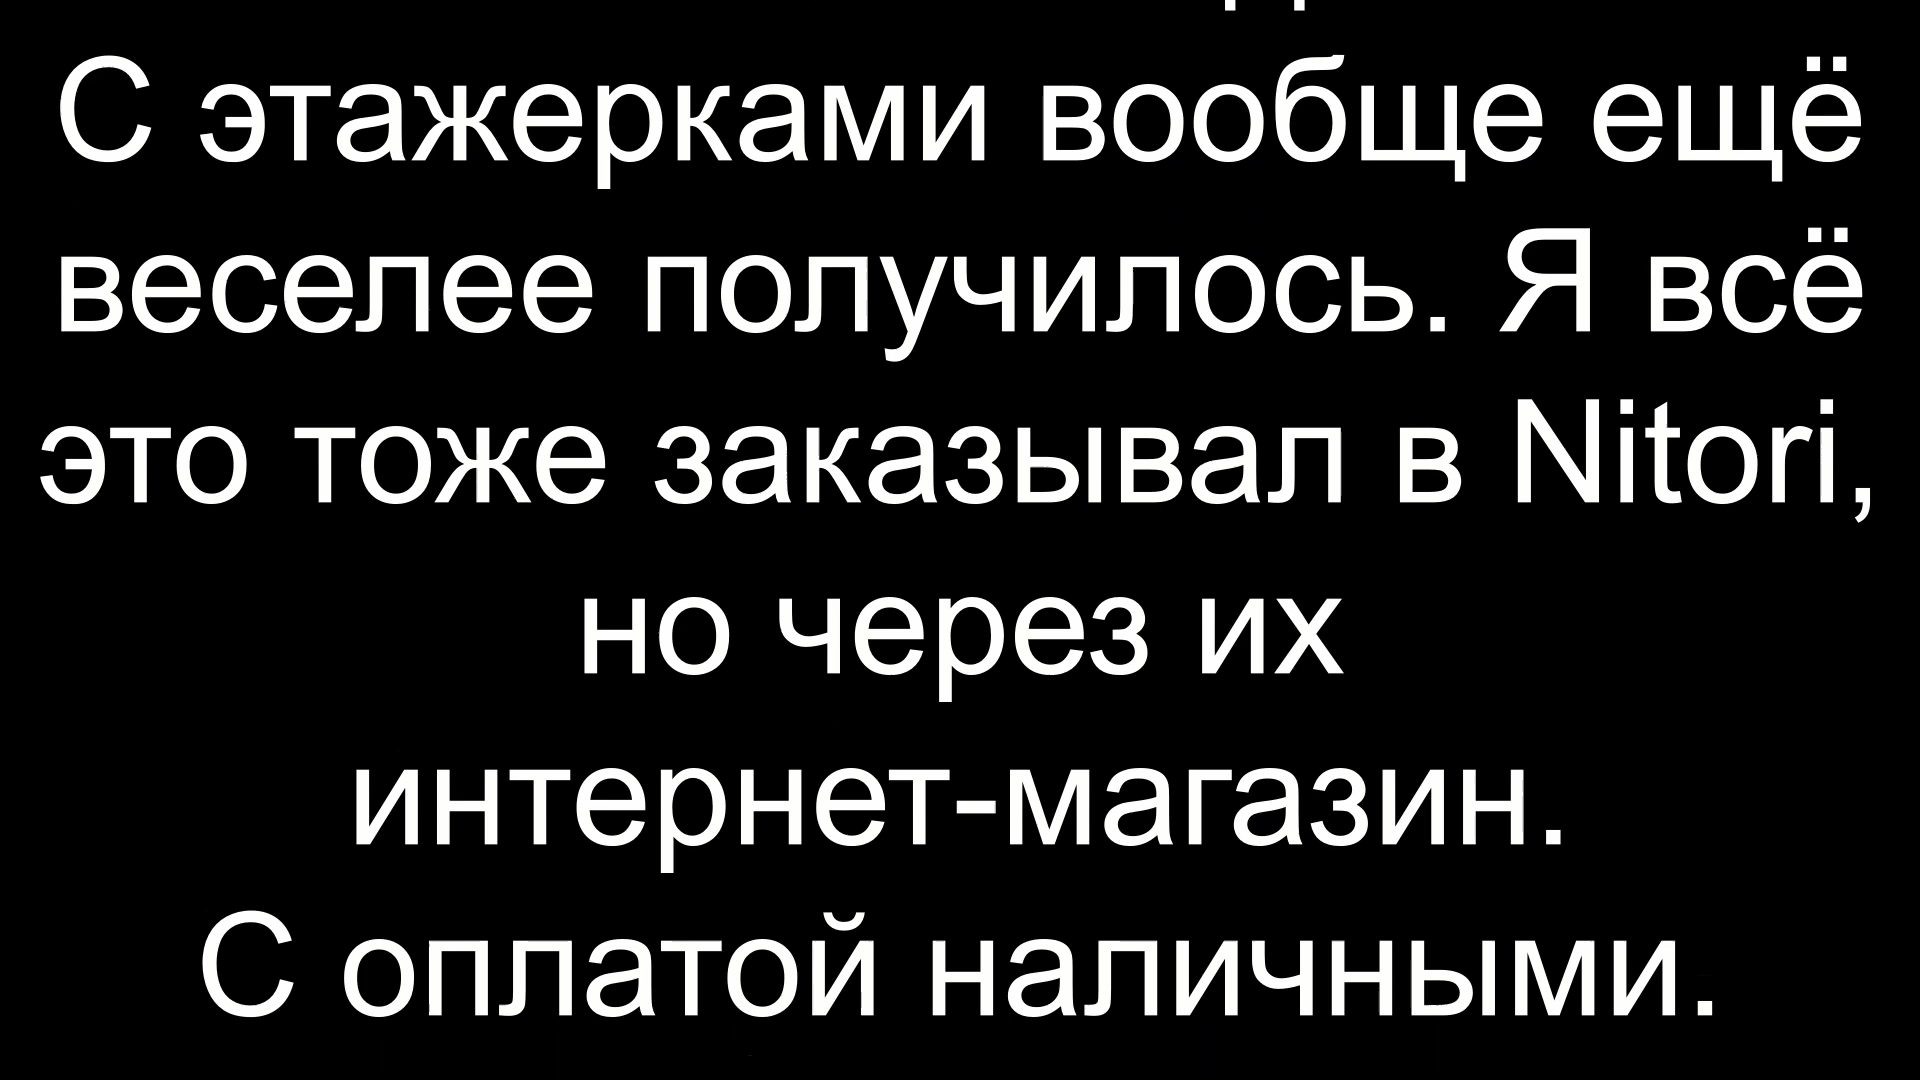 С этажерками вообще ещё
веселее получилось. Я всё
это тоже заказывал в Nitori,
но через их
интернет-магазин.
С оплатой наличными.